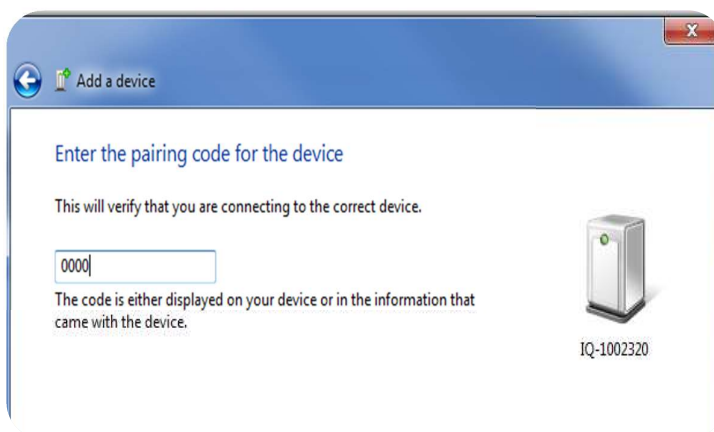 X
Add a device
Enter the pairing code for the device
This will verify that you are connecting to the correct device.
0000
The code is either displayed on your device or in the information that
came with the device.
IQ-1002320